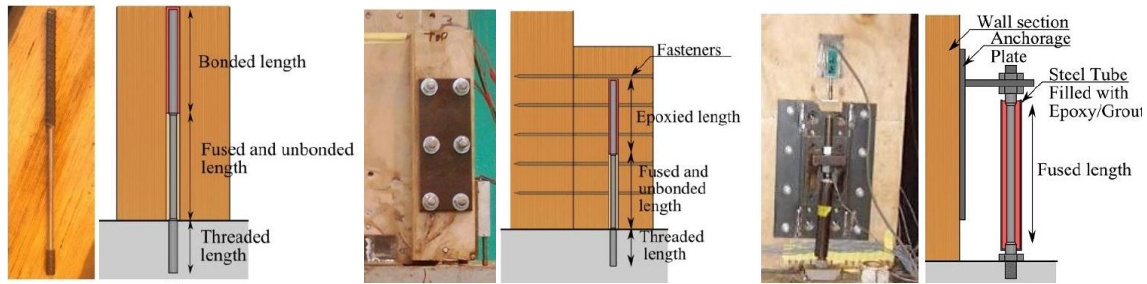 Bonded length
Fused and unbonded
length
Threaded
length
Fasteners
Epoxied length
Fused and
unbonded
length
Threaded
length
Wall section
Anchorage
Plate
Steel Tube
Filled with
Epoxy/Grout
Fused length